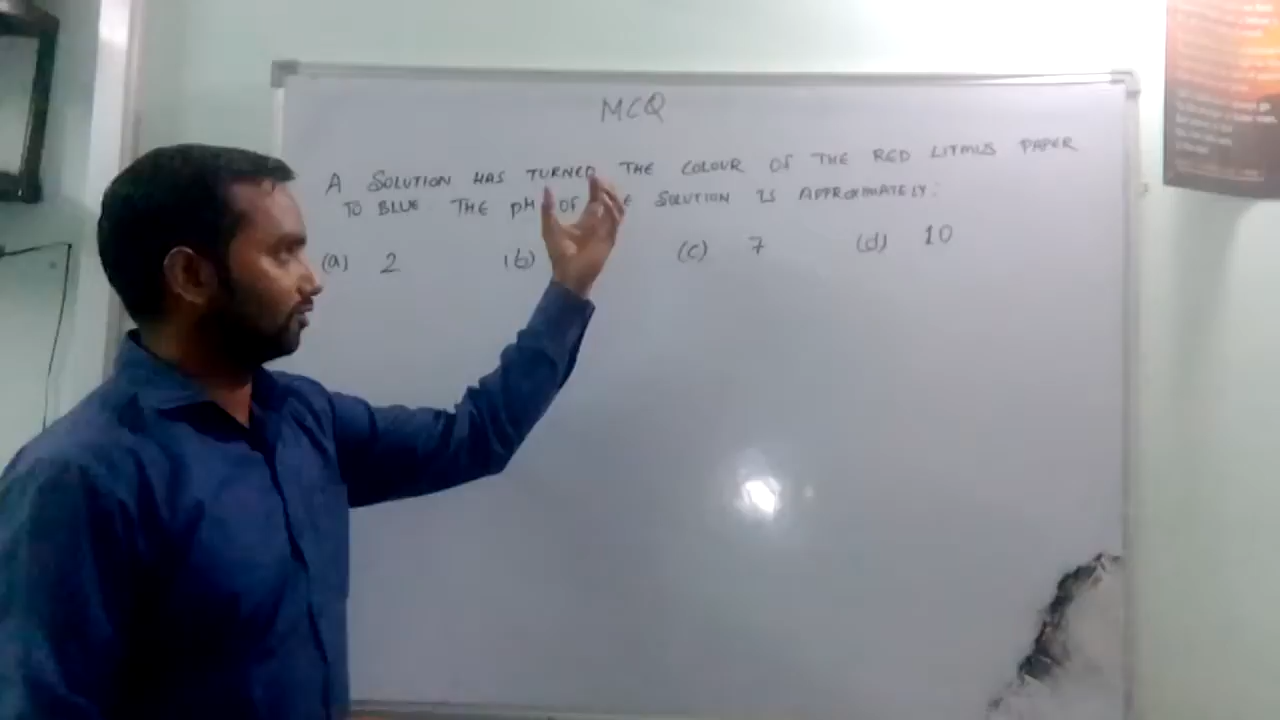 MCQ
A SOLUTION HAS TURNED THE COLOUR OF THE RED LITMUS PAPER
TO BLUE. THE pH OF SOLUTION IS APPROXIMATELY:
(a) 2 (b) (c) 7 (d) 10